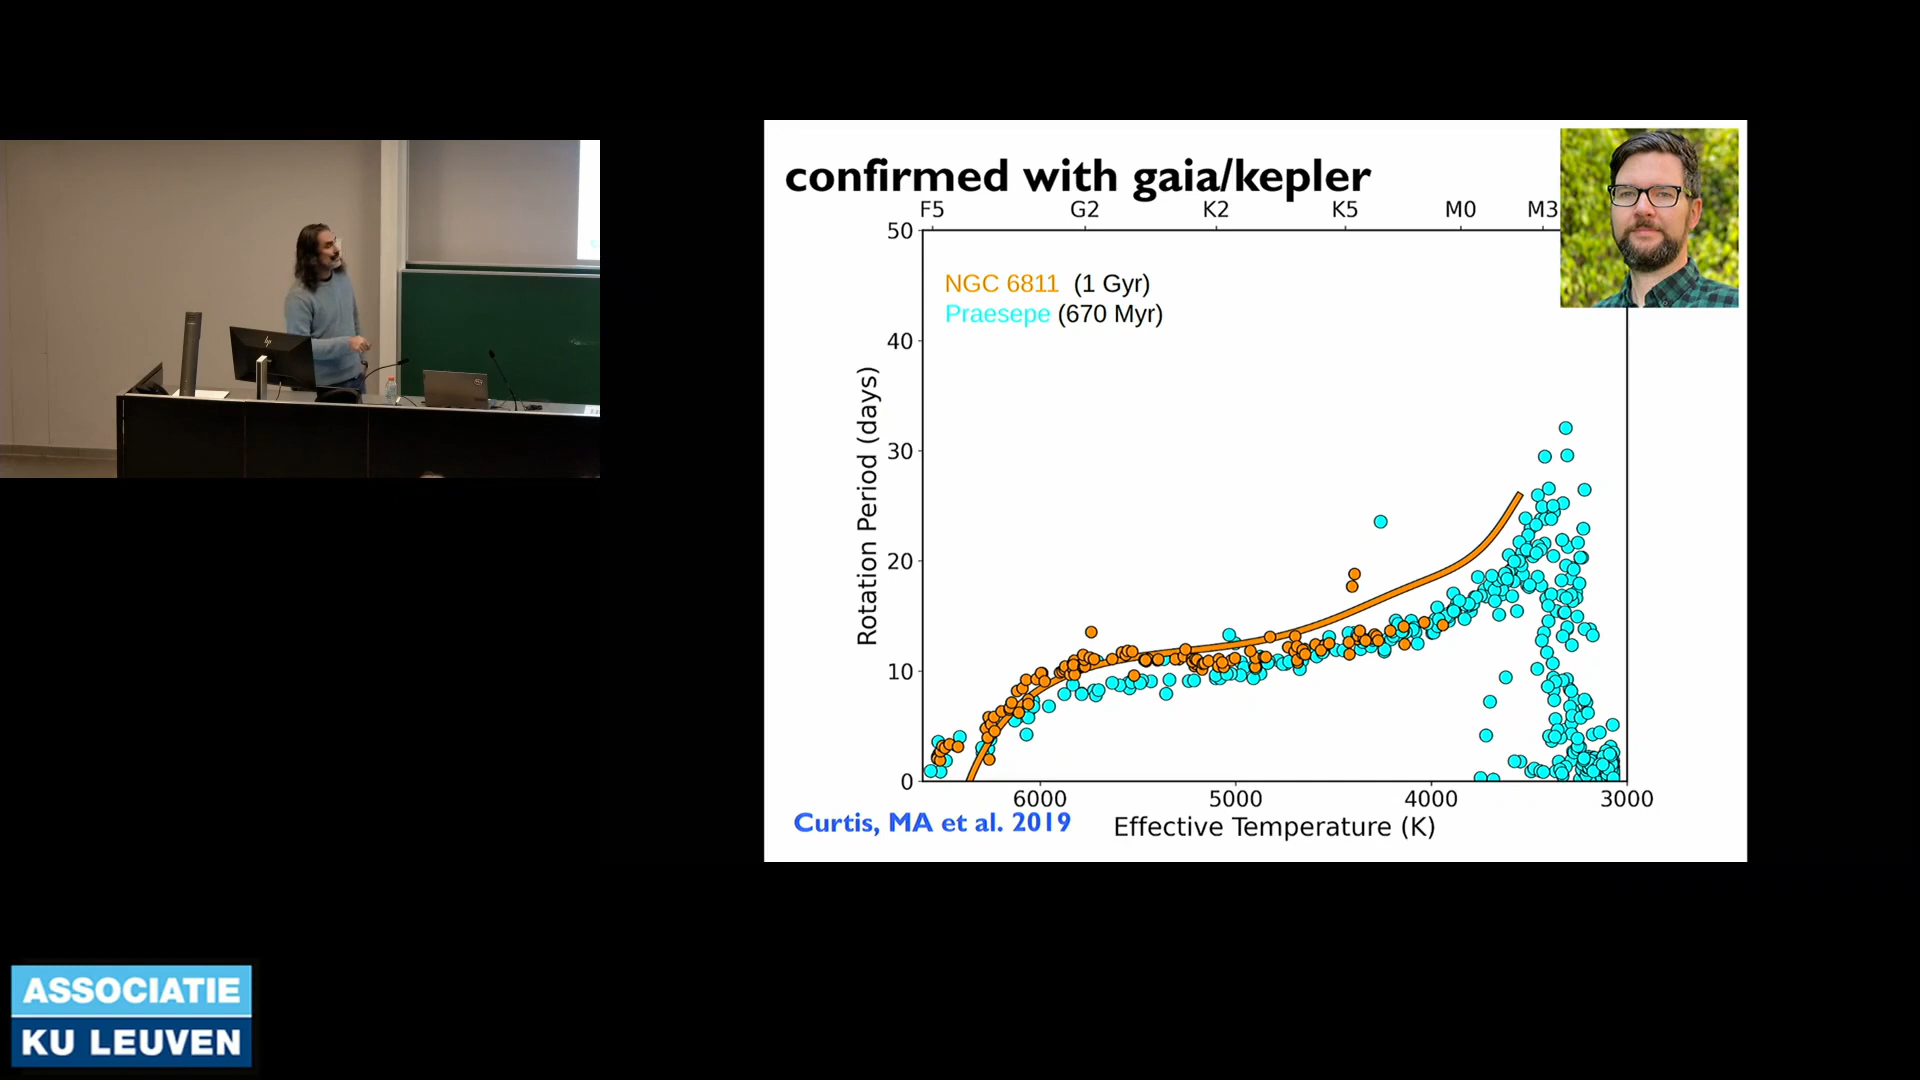 confirmed with gaia/kepler
F5 G2 K2 K5 M0 M3
NGC 6811 (1 Gyr)
Praesepe (670 Myr)
Rotation Period (days)
50
40
30
20
10
0
6000 5000 4000 3000
Effective Temperature (K)
Curtis, MA et al. 2019
hp
ASSOCIATIE
KU LEUVEN